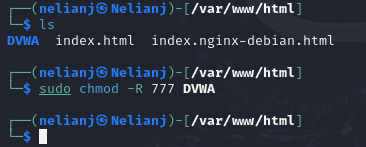 ┌──(nelianj㉿Nelianj)-[/var/www/html]
└─$ ls
DVWA index.html index.nginx-debian.html
┌──(nelianj㉿Nelianj)-[/var/www/html]
└─$ sudo chmod -R 777 DVWA
┌──(nelianj㉿Nelianj)-[/var/www/html]
└─$